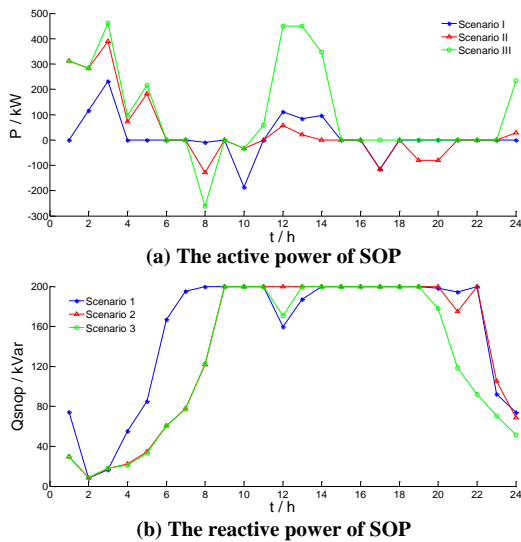 500
400
300
200
100
0
-100
-200
-300
P / kW
Scenario I
Scenario II
Scenario III
0 2 4 6 8 10 12 14 16 18 20 22 24
t / h
(a) The active power of SOP
200
160
120
80
40
0
Qsnop / kVar
Scenario 1
Scenario 2
Scenario 3
0 2 4 6 8 10 12 14 16 18 20 22 24
t / h
(b) The reactive power of SOP